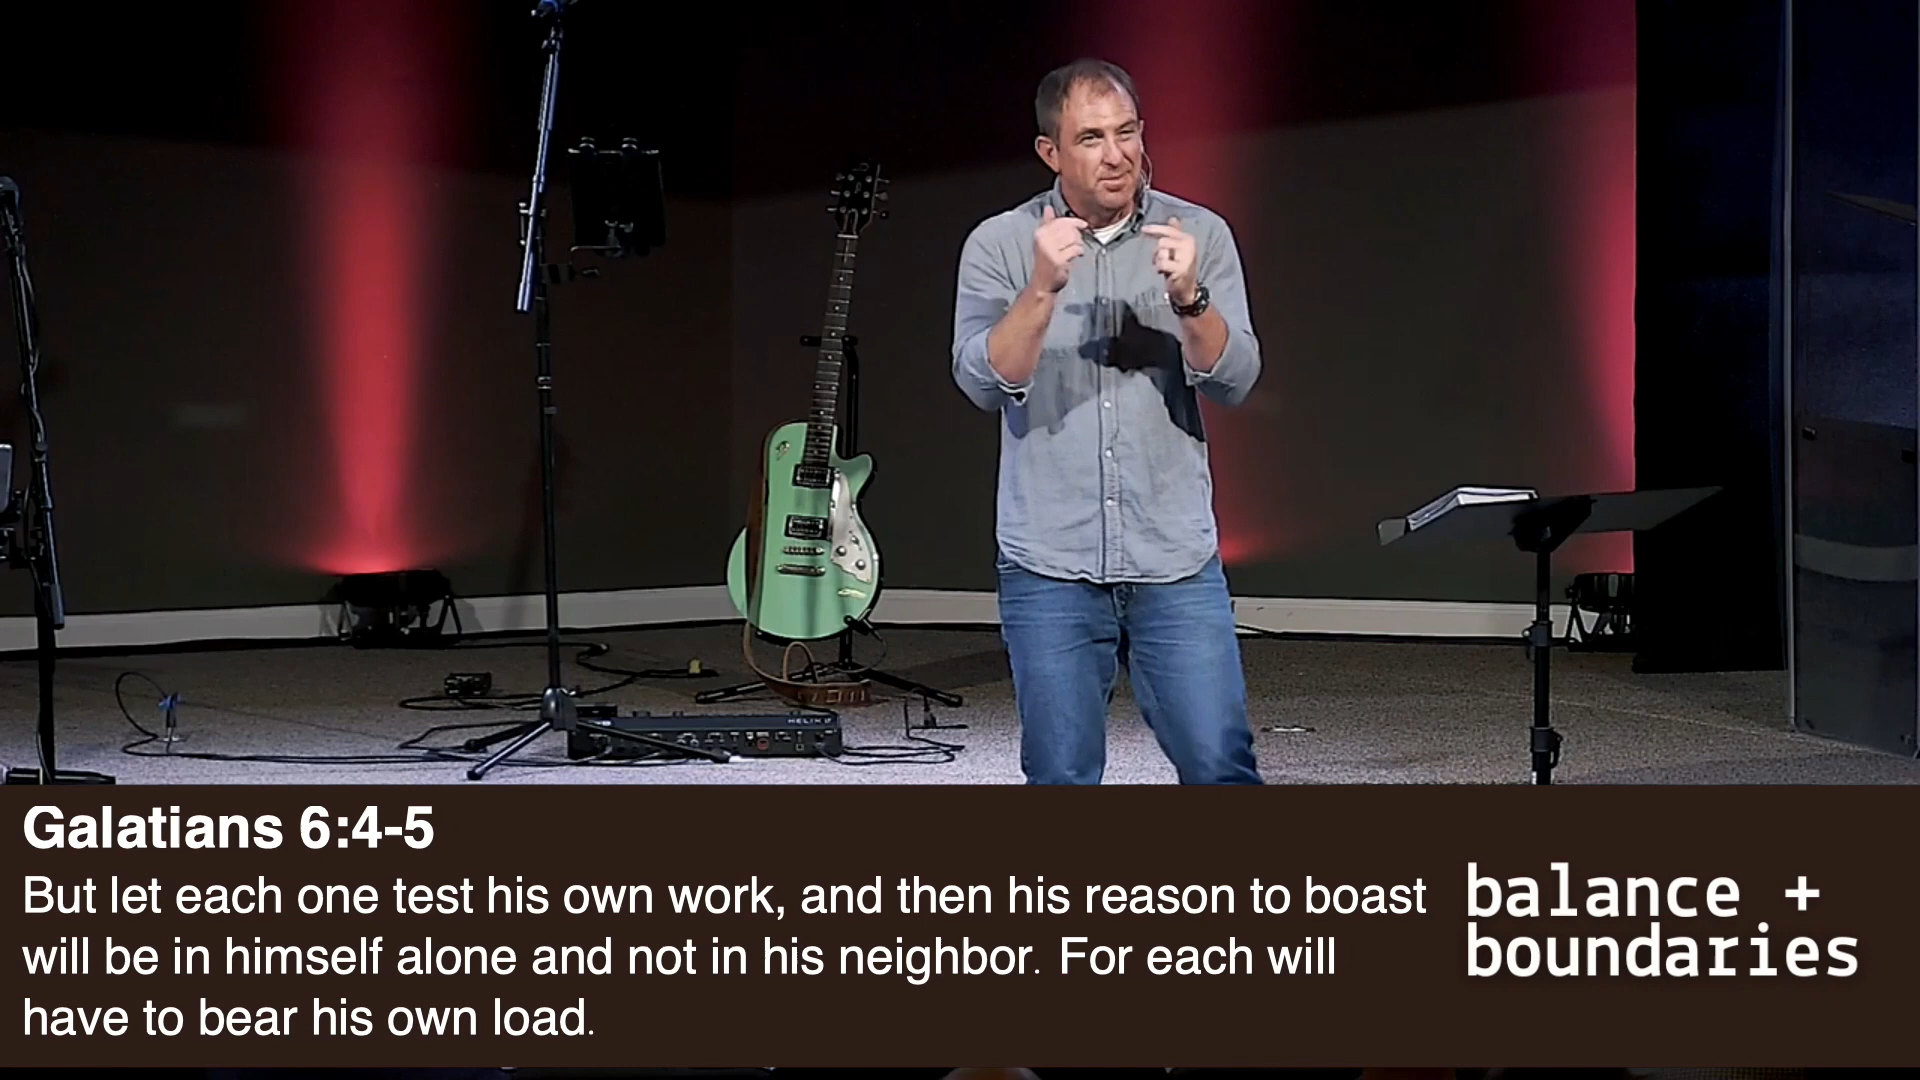 HELIX
Galatians 6:4-5
But let each one test his own work, and then his reason to boast
will be in himself alone and not in his neighbor. For each will
have to bear his own load.
balance +
boundaries